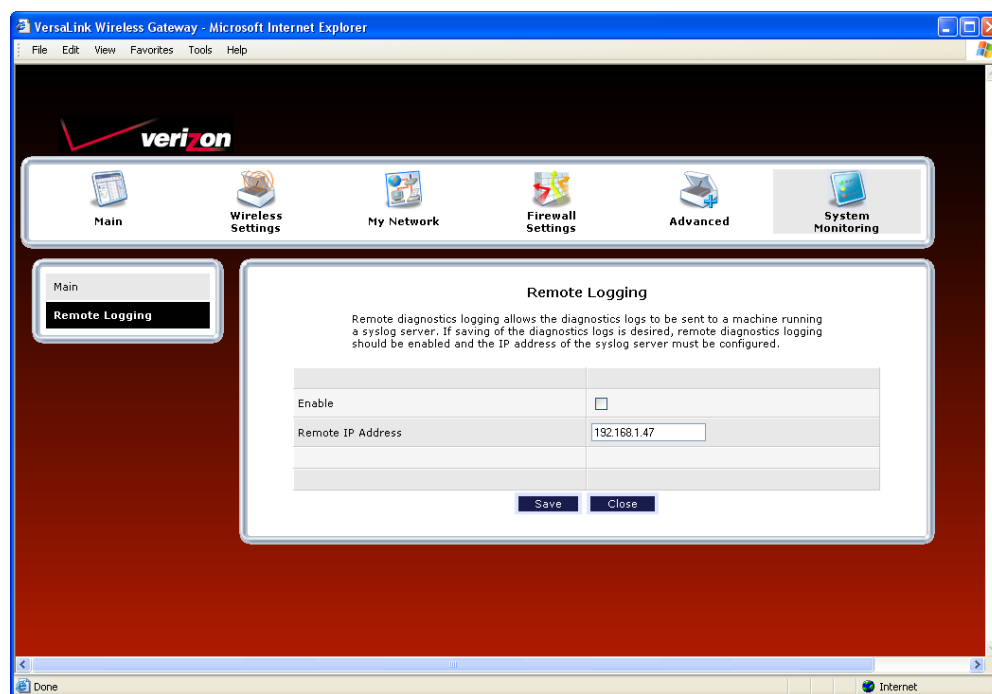 VersaLink Wireless Gateway - Microsoft Internet Explorer
File Edit View Favorites Tools Help
verizon
Main
Wireless
Settings
My Network
Firewall
Settings
Advanced
System
Monitoring
Main
Remote Logging
Remote Logging
Remote diagnostics logging allows the diagnostics logs to be sent to a machine running
a syslog server. If saving of the diagnostics logs is desired, remote diagnostics logging
should be enabled and the IP address of the syslog server must be configured.
Enable
Remote IP Address 192.168.1.47
Save Close
Done Internet